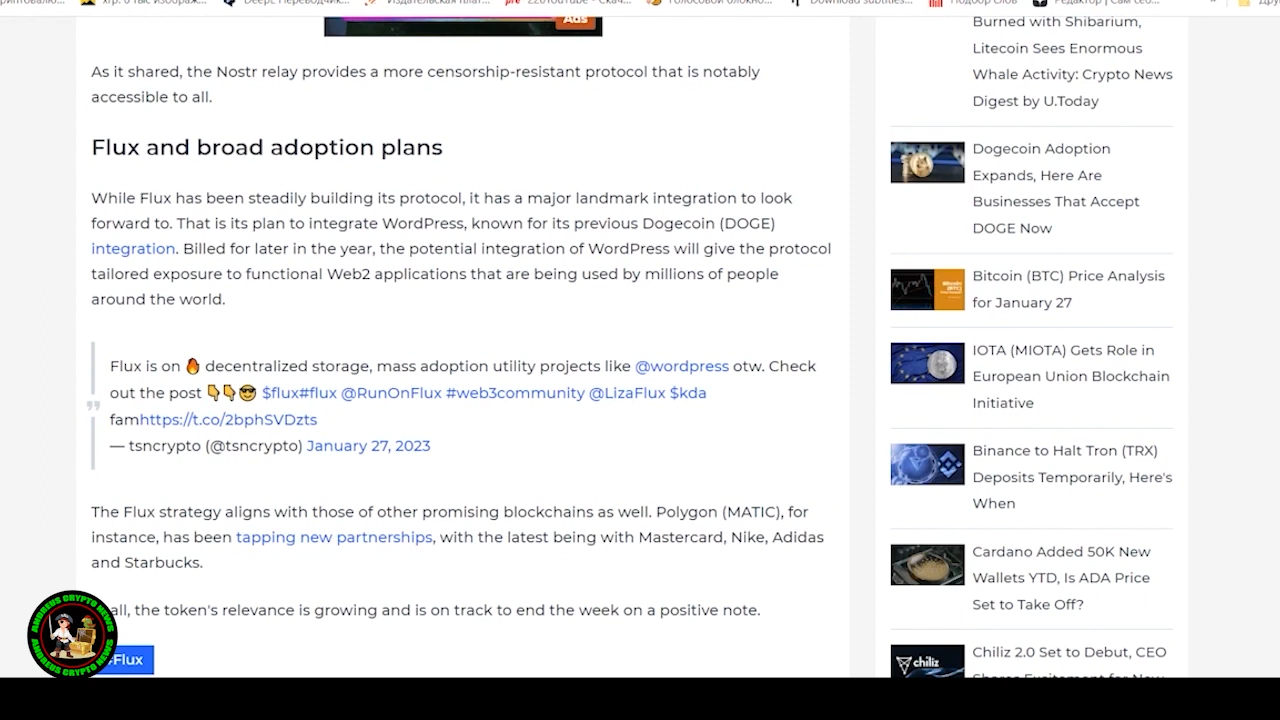 Ads
As it shared, the Nostr relay provides a more censorship-resistant protocol that is notably
accessible to all.
Flux and broad adoption plans
While Flux has been steadily building its protocol, it has a major landmark integration to look
forward to. That is its plan to integrate WordPress, known for its previous Dogecoin (DOGE)
integration. Billed for later in the year, the potential integration of WordPress will give the protocol
tailored exposure to functional Web2 applications that are being used by millions of people
around the world.
Flux is on 🔥 decentralized storage, mass adoption utility projects like @wordpress otw. Check
out the post 👇👇😎 $flux#flux @RunOnFlux #web3community @LizaFlux $kda
famhttps://t.co/2bphSVDzts
— tsncrypto (@tsncrypto) January 27, 2023
The Flux strategy aligns with those of other promising blockchains as well. Polygon (MATIC), for
instance, has been tapping new partnerships, with the latest being with Mastercard, Nike, Adidas
and Starbucks.
all, the token's relevance is growing and is on track to end the week on a positive note.
#Flux
ANDREUS CRYPTO NEWS
ANDREUS CRYPTO NEWS
Burned with Shibarium,
Litecoin Sees Enormous
Whale Activity: Crypto News
Digest by U.Today
Dogecoin Adoption
Expands, Here Are
Businesses That Accept
DOGE Now
Bitcoin (BTC) Price Analysis
for January 27
IOTA (MIOTA) Gets Role in
European Union Blockchain
Initiative
Binance to Halt Tron (TRX)
Deposits Temporarily, Here's
When
Cardano Added 50K New
Wallets YTD, Is ADA Price
Set to Take Off?
chiliz
Chiliz 2.0 Set to Debut, CEO